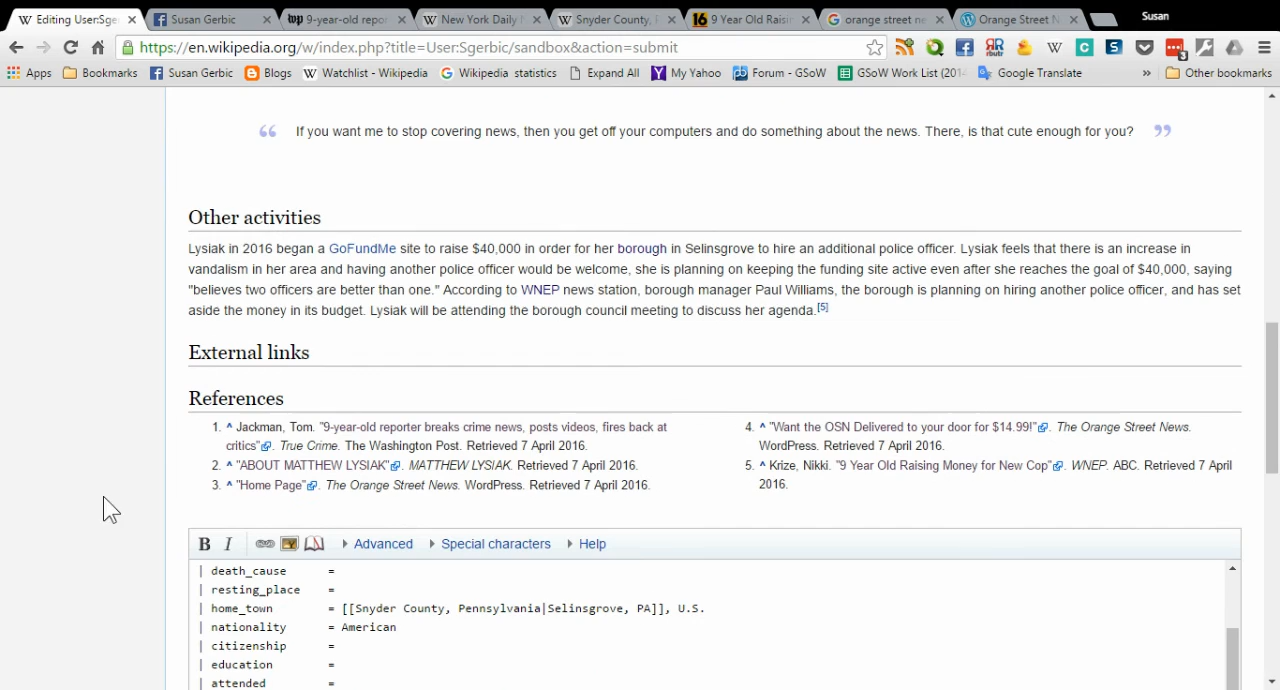 Susan
Editing User:Sge
Susan Gerbic
9-year-old repor
New York Daily
Snyder County,
9 Year Old Raisin
orange street ne
Orange Street N
https://en.wikipedia.org/w/index.php?title=User:Sgerbic/sandbox&action=submit
Apps Bookmarks Susan Gerbic Blogs Watchlist - Wikipedia Wikipedia statistics Expand All My Yahoo Forum - GSoW GSoW Work List (201 Google Translate » Other bookmarks
If you want me to stop covering news, then you get off your computers and do something about the news. There, is that cute enough for you?
Other activities
Lysiak in 2016 began a GoFundMe site to raise $40,000 in order for her borough in Selinsgrove to hire an additional police officer. Lysiak feels that there is an increase in
vandalism in her area and having another police officer would be welcome, she is planning on keeping the funding site active even after she reaches the goal of $40,000, saying
"believes two officers are better than one." According to WNEP news station, borough manager Paul Williams, the borough is planning on hiring another police officer, and has set
aside the money in its budget. Lysiak will be attending the borough council meeting to discuss her agenda.[5]
External links
References
1. ^ Jackman, Tom. "9-year-old reporter breaks crime news, posts videos, fires back at
critics". True Crime. The Washington Post. Retrieved 7 April 2016.
2. ^ "ABOUT MATTHEW LYSIAK". MATTHEW LYSIAK. Retrieved 7 April 2016.
3. ^ "Home Page". The Orange Street News. WordPress. Retrieved 7 April 2016.
4. ^ "Want the OSN Delivered to your door for $14.99!". The Orange Street News.
WordPress. Retrieved 7 April 2016.
5. ^ Krize, Nikki. "9 Year Old Raising Money for New Cop". WNEP. ABC. Retrieved 7 April
2016.
B I Advanced Special characters Help
| death_cause =
| resting_place =
| home_town = [[Snyder County, Pennsylvania|Selinsgrove, PA]], U.S.
| nationality = American
| citizenship =
| education =
| attended =